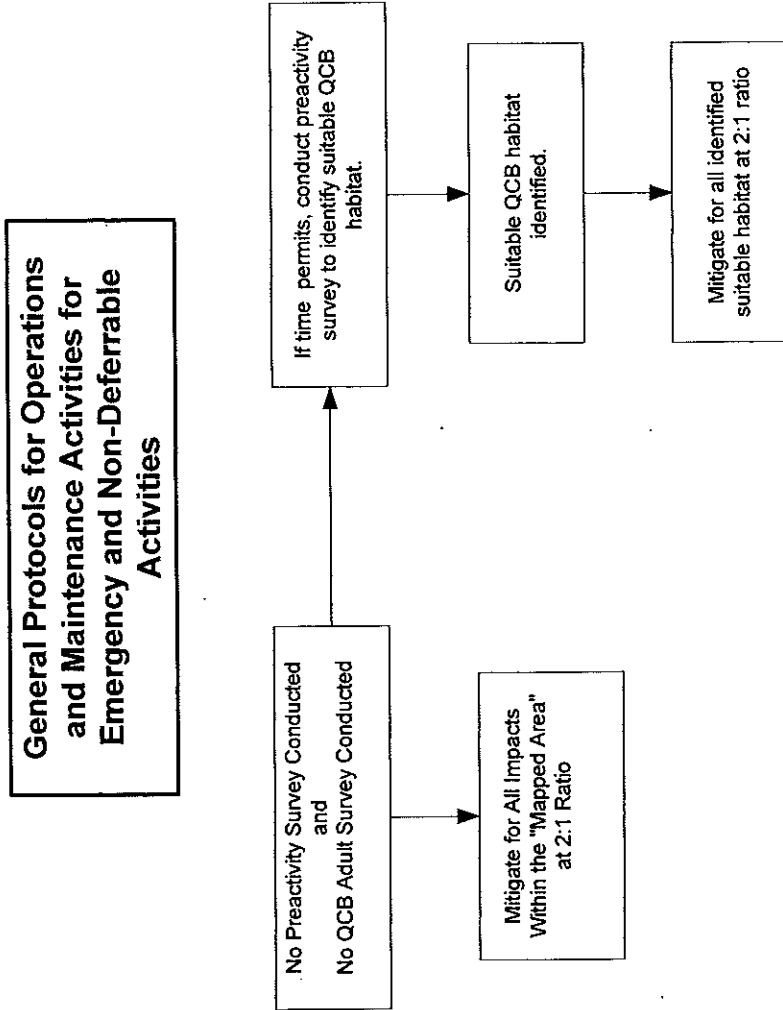 General Protocols for Operations
and Maintenance Activities for
Emergency and Non-Deferrable
Activities
No Preactivity Survey Conducted
and
No QCB Adult Survey Conducted
Mitigate for All Impacts
Within the "Mapped Area"
at 2:1 Ratio
If time permits, conduct preactivity
survey to identify suitable QCB
habitat.
Suitable QCB habitat
identified.
Mitigate for all identified
suitable habitat at 2:1 ratio